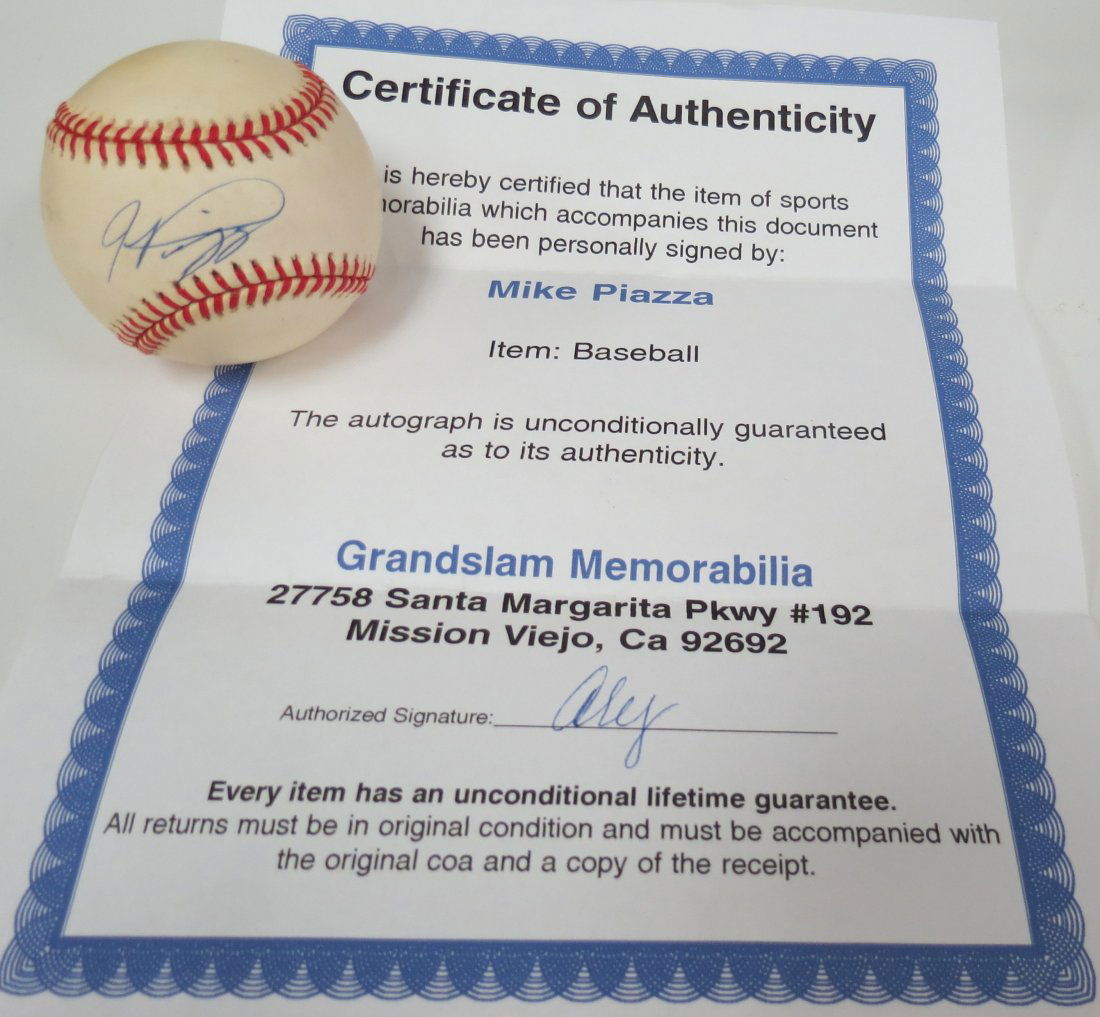 Certificate of Authenticity
is hereby certified that the item of sports
which accompanies this document
has been personally signed by:
Mike Piazza
Item: Baseball
The autograph is unconditionally guaranteed
as to its authenticity.
Grandslam Memorabilia
27758 Santa Margarita Pkwy #192
Mission Viejo, Ca 92692
Authorized Signature:
Every item has an unconditional lifetime guarantee.
All returns must be in original condition and must be accompanied with
the original coa and a copy of the receipt.